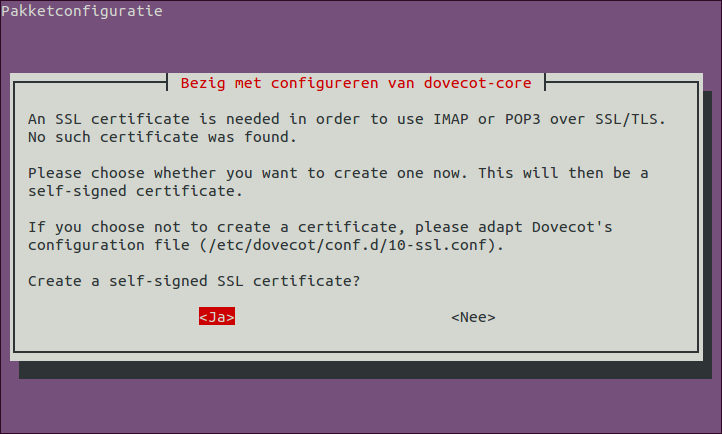 Pakketconfiguratie
Bezig met configureren van dovecot-core
An SSL certificate is needed in order to use IMAP or POP3 over SSL/TLS.
No such certificate was found.
Please choose whether you want to create one now. This will then be a
self-signed certificate.
If you choose not to create a certificate, please adapt Dovecot's
configuration file (/etc/dovecot/conf.d/10-ssl.conf).
Create a self-signed SSL certificate?
<Ja> <Nee>